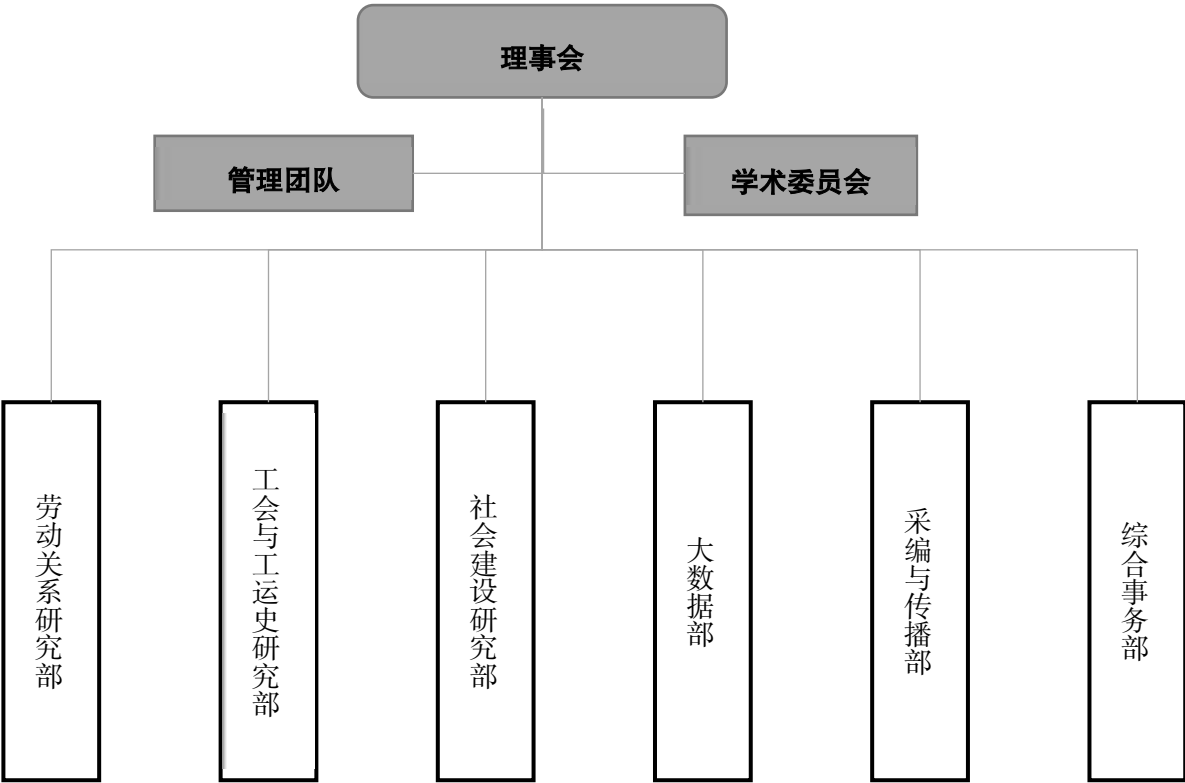 理事会
管理团队
学术委员会
劳动关系研究部
工会与工运史研究部
社会建设研究部
大数据部
采编与传播部
综合事务部